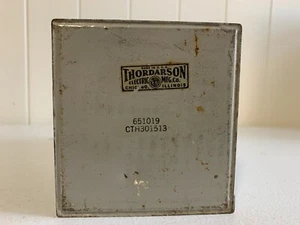 THORDARSON
ELECTRIC MFG. CO.
CHICAGO, ILLINOIS
651019
CTH301513